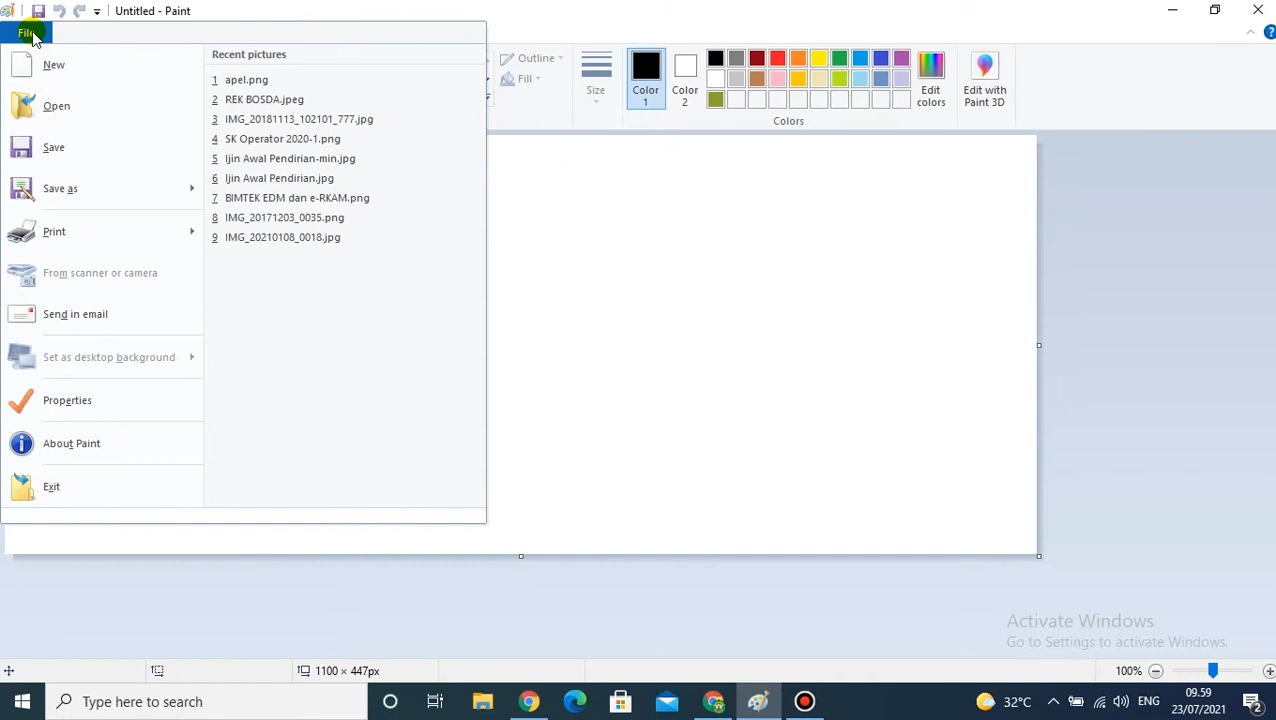 Untitled - Paint
File
New
Open
Save
Save as
Print
From scanner or camera
Send in email
Set as desktop background
Properties
About Paint
Exit
Recent pictures
1 apel.png
2 REK BOSDA.jpeg
3 IMG_20181113_102101_777.jpg
4 SK Operator 2020-1.png
5 Ijin Awal Pendirian-min.jpg
6 Ijin Awal Pendirian.jpg
7 BIMTEK EDM dan e-RKAM.png
8 IMG_20171203_0035.png
9 IMG_20210108_0018.jpg
Outline
Fill
Size
Color 1
Color 2
Edit colors
Edit with Paint 3D
Colors
Activate Windows
Go to Settings to activate Windows.
1100 × 447px
100%
Type here to search
32°C
ENG
09.59
23/07/2021
2